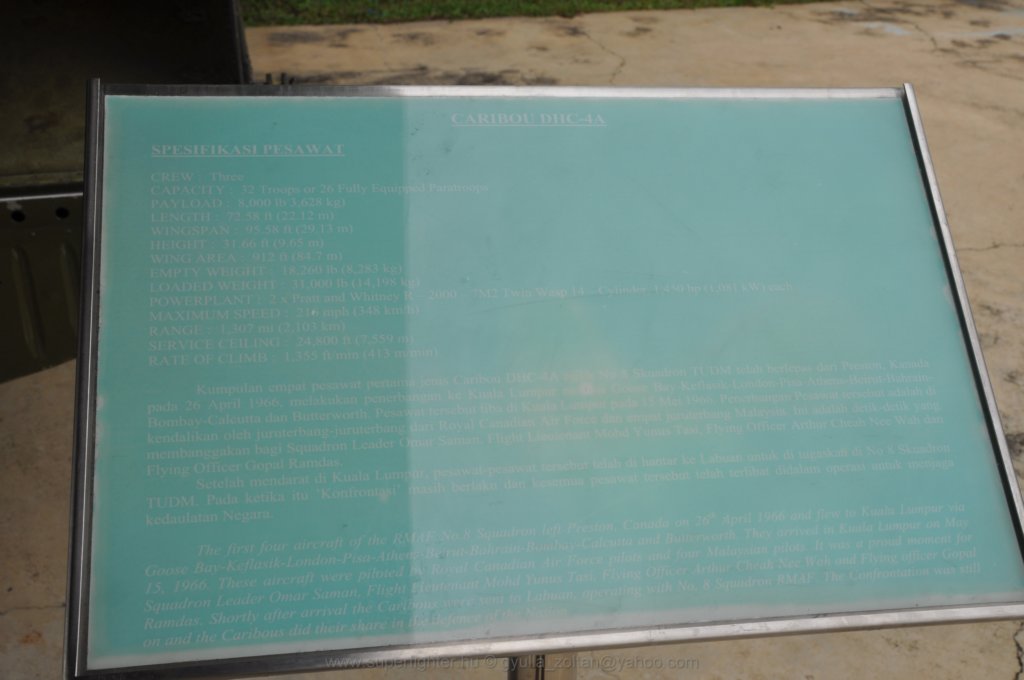 CARIBOU DHC-4A
SPESIFIKASI PESAWAT
CREW : Three
CAPACITY : 32 Troops or 26 Fully Equipped Paratroops
PAYLOAD : 8,000 lb 3,628 kg)
LENGTH : 72.58 ft (22.12 m)
WINGSPAN : 95.58 ft (29.13 m)
HEIGHT : 31.66 ft (9.65 m)
WING AREA : 912 ft (84.7 m)
EMPTY WEIGHT : 18,260 lb (8,283 kg)
LOADED WEIGHT : 31,000 lb (14,198 kg)
POWERPLANT : 2 x Pratt and Whitney R – 2000 – 7M2 Twin Wasp 14 – Cylinder, 1,450 hp (1,081 kW) each
MAXIMUM SPEED : 216 mph (348 km/h)
RANGE : 1,307 mi (2,103 km)
SERVICE CEILING : 24,800 ft (7,559 m)
RATE OF CLIMB : 1,355 ft/min (413 m/min)
Kumpulan empat pesawat pertama jenis Caribou DHC-4A No 8 Skuadron TUDM telah berlepas dari Preston, Kanada
pada 26 April 1966, melakukan penerbangan ke Kuala Lumpur Goose Bay-Keflasik-London-Pisa-Athens-Beirut-Bahrain-
Bombay-Calcutta dan Butterworth. Pesawat tersebut tiba di Kuala Lumpur pada 15 Mei 1966. Penerbangan Pesawat tersebut adalah di
kendalikan oleh juruterbang-juruterbang dari Royal Canadian Air Force dan empat juruterbang Malaysia. Ini adalah detik-detik yang
membanggakan bagi Squadron Leader Omar Saman, Flight Lieutenant Mohd Yunus Tasi, Flying Officer Arthur Cheah Nee Wah dan
Flying Officer Gopal Ramdas.
Setelah mendarat di Kuala Lumpur, pesawat-pesawat tersebut telah di hantar ke Labuan untuk di tugaskan di No 8 Skuadron
TUDM. Pada ketika itu 'Konfrontasi' masih berlaku dan kesemua pesawat tersebut telah terlibat didalam operasi untuk menjaga
kedaulatan Negara.
The first four aircraft of the RMAF No.8 Squadron left Preston, Canada on 26th April 1966 and flew to Kuala Lumpur via
Goose Bay-Keflasik-London-Pisa-Athens-Beirut-Bahrain-Bombay-Calcutta and Butterworth. They arrived in Kuala Lumpur on May
15, 1966. These aircraft were piloted by Royal Canadian Air Force pilots and four Malaysian pilots. It was a proud moment for
Squadron Leader Omar Saman, Flight Lieutenant Mohd Yunus Tasi, Flying Officer Arthur Cheah Nee Wah and Flying officer Gopal
Ramdas. Shortly after arrival the Caribous were sent to Labuan, operating with No. 8 Squadron RMAF. The Confrontation was still
on and the Caribous did their share in the defence of the Nation.
www.superfighter.hu © gyulla_zoltan@yahoo.com